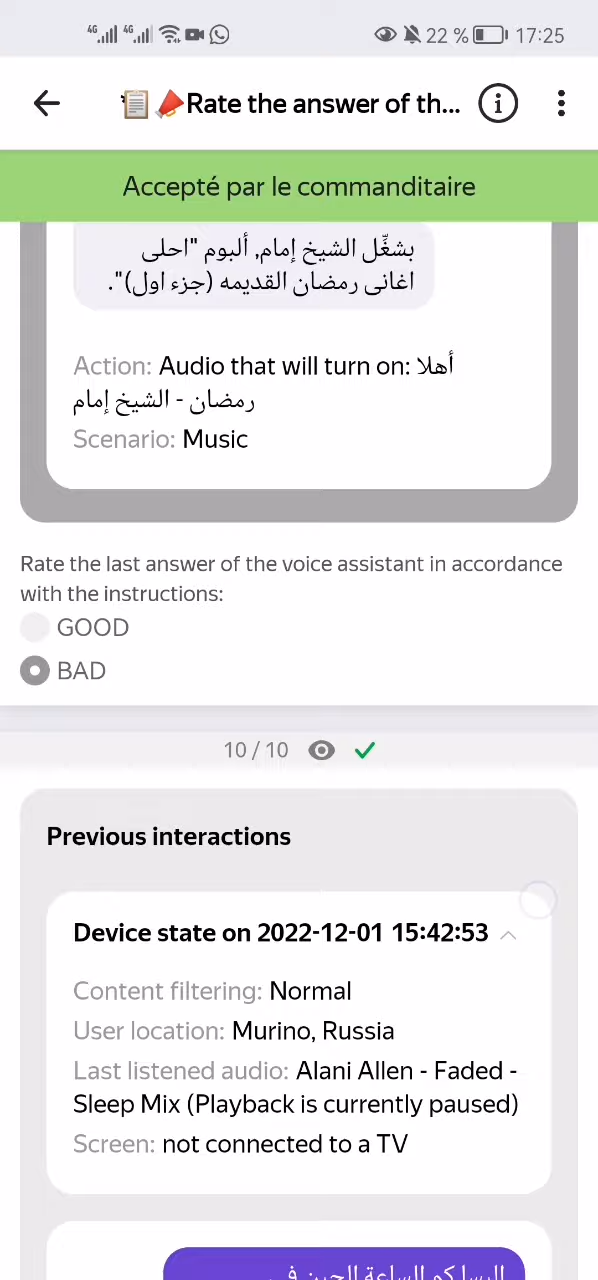 4G 4G 22 % 17:25
Rate the answer of th...
Accepté par le commanditaire
بشغِّل الشيخ إمام, ألبوم "احلى
اغانى رمضان القديمه (جزء اول)".
Action: Audio that will turn on: أهلا
رمضان - الشيخ إمام
Scenario: Music
Rate the last answer of the voice assistant in accordance
with the instructions:
GOOD
BAD
10 / 10
Previous interactions
Device state on 2022-12-01 15:42:53
Content filtering: Normal
User location: Murino, Russia
Last listened audio: Alani Allen - Faded -
Sleep Mix (Playback is currently paused)
Screen: not connected to a TV